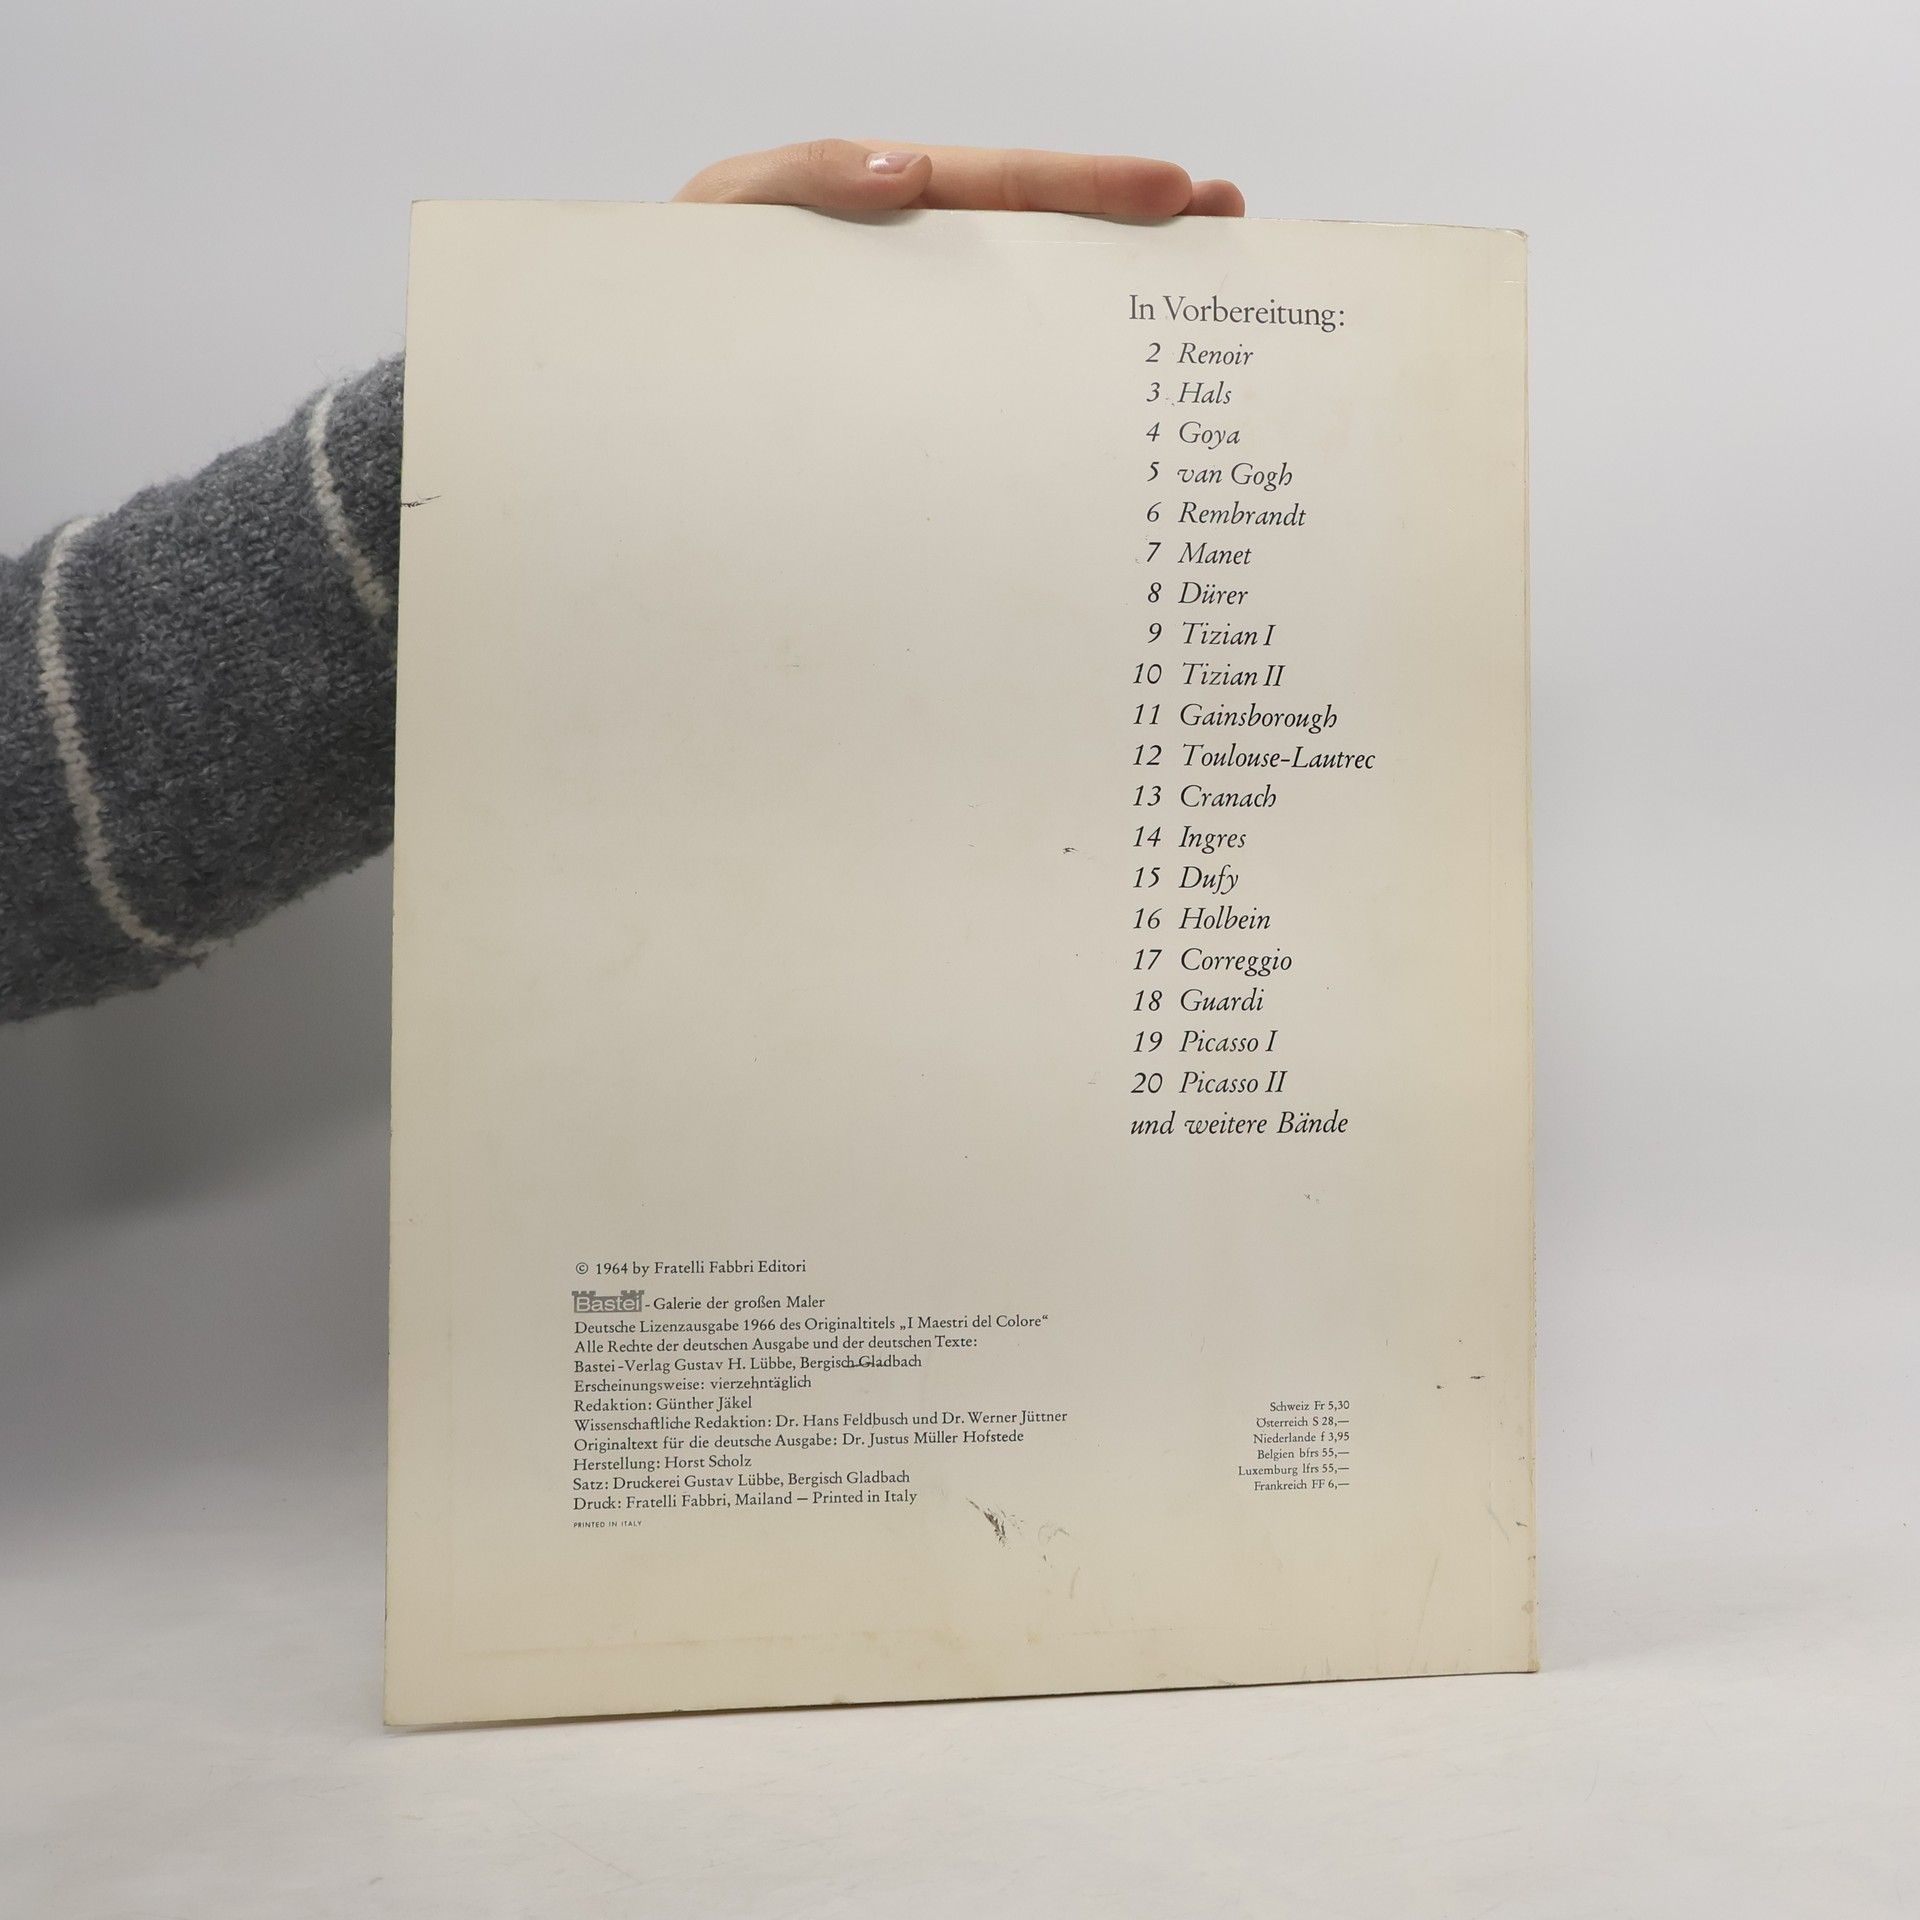 In Vorbereitung:
2 Renoir
3 Hals
4 Goya
5 van Gogh
6 Rembrandt
7 Manet
8 Dürer
9 Tizian I
10 Tizian II
11 Gainsborough
12 Toulouse-Lautrec
13 Cranach
14 Ingres
15 Dufy
16 Holbein
17 Correggio
18 Guardi
19 Picasso I
20 Picasso II
und weitere Bände
© 1964 by Fratelli Fabbri Editori
Bastei - Galerie der großen Maler
Deutsche Lizenzausgabe 1966 des Originaltitels „I Maestri del Colore“
Alle Rechte der deutschen Ausgabe und der deutschen Texte:
Bastei-Verlag Gustav H. Lübbe, Bergisch Gladbach
Erscheinungsweise: vierzehntäglich
Redaktion: Günther Jäkel
Wissenschaftliche Redaktion: Dr. Hans Feldbusch und Dr. Werner Jüttner
Originaltext für die deutsche Ausgabe: Dr. Justus Müller Hofstede
Herstellung: Horst Scholz
Satz: Druckerei Gustav Lübbe, Bergisch Gladbach
Druck: Fratelli Fabbri, Mailand – Printed in Italy
PRINTED IN ITALY
Schweiz Fr 5,30
Österreich S 28,—
Niederlande f 3,95
Belgien bfrs 55,—
Luxemburg lfrs 55,—
Frankreich FF 6,—